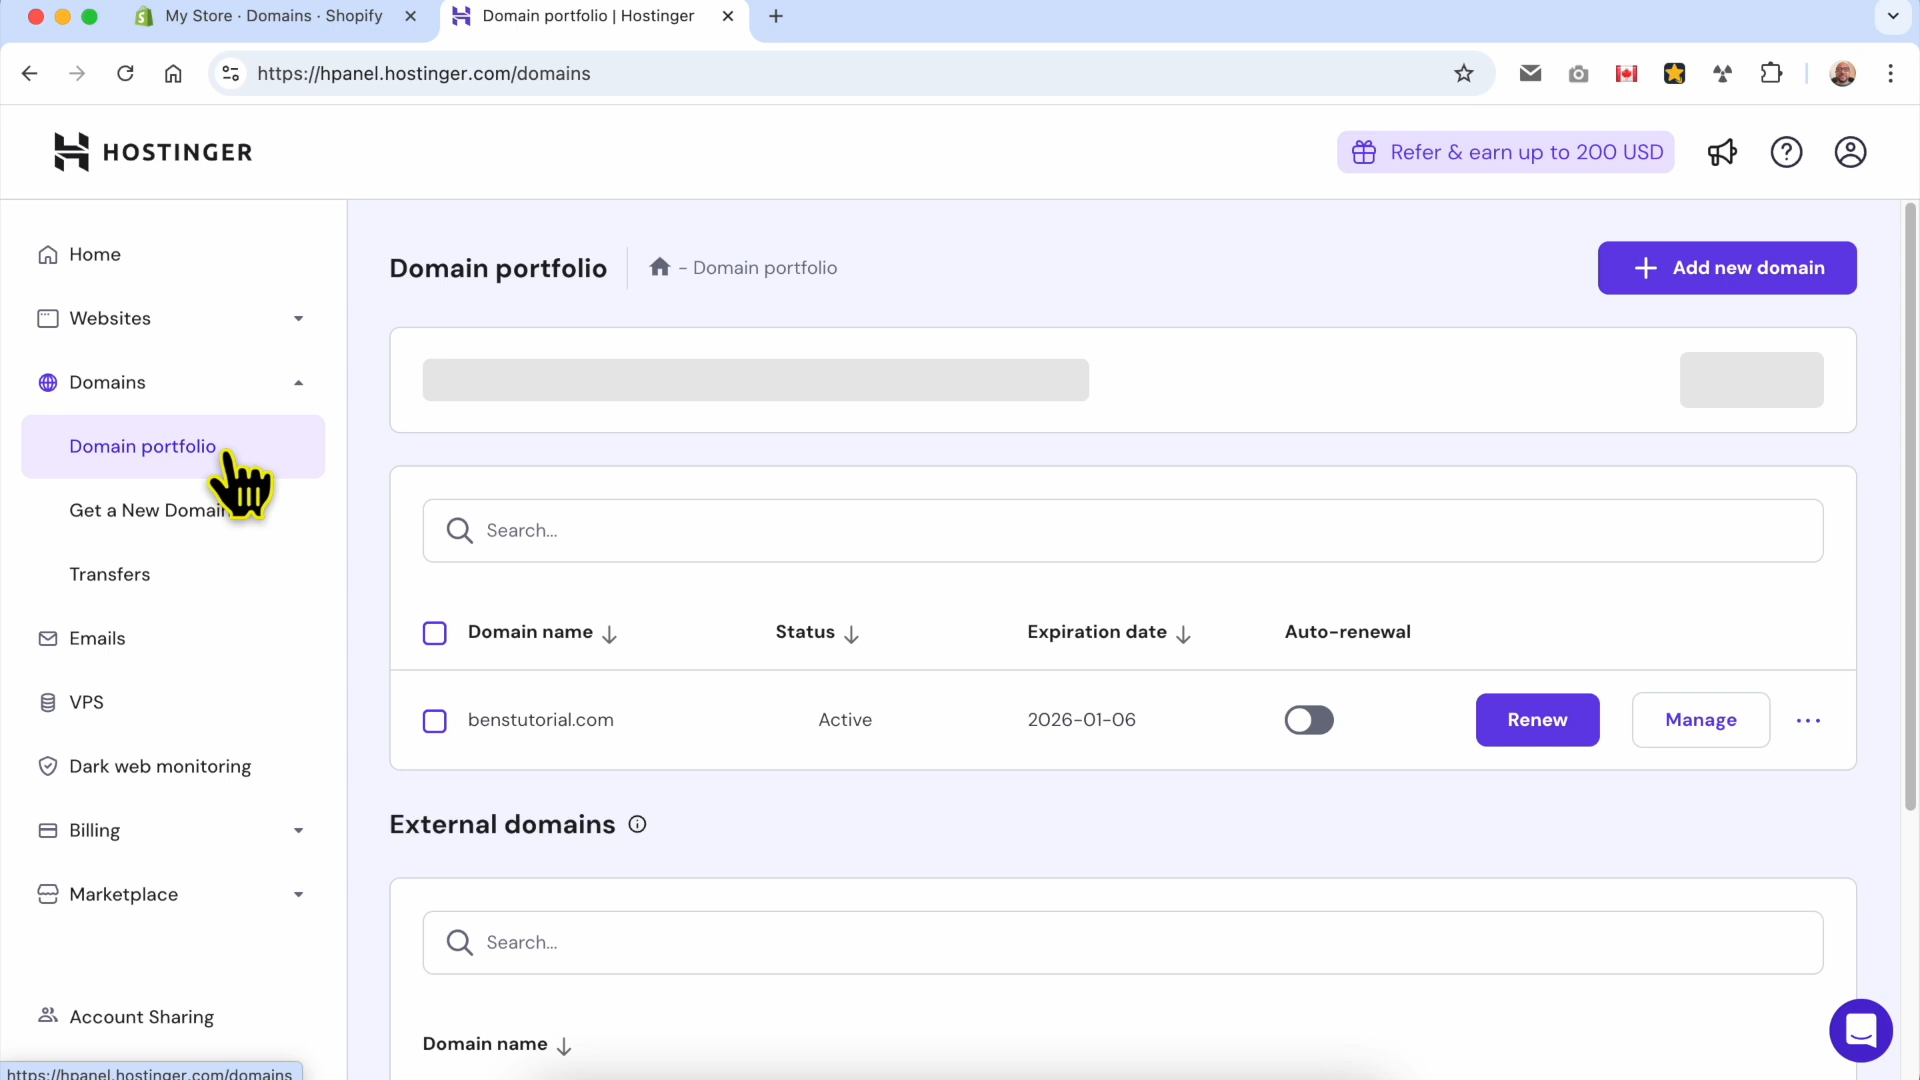 My Store · Domains · Shopify
Domain portfolio | Hostinger
https://hpanel.hostinger.com/domains
HOSTINGER
Refer & earn up to 200 USD
Home
Websites
Domains
Domain portfolio
Get a New Domain
Transfers
Emails
VPS
Dark web monitoring
Billing
Marketplace
Account Sharing
Domain portfolio
- Domain portfolio
Add new domain
Search...
Domain name
Status
Expiration date
Auto-renewal
benstutorial.com
Active
2026-01-06
Renew
Manage
External domains
Search...
Domain name
https://hpanel.hostinger.com/domains